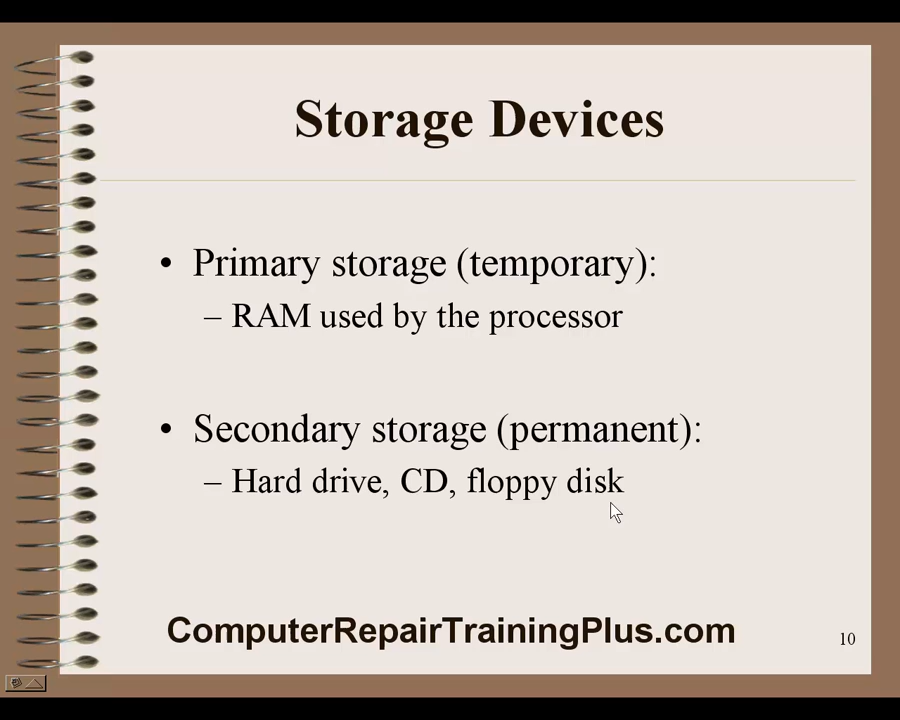 Storage Devices
• Primary storage (temporary):
– RAM used by the processor
• Secondary storage (permanent):
– Hard drive, CD, floppy disk
ComputerRepairTrainingPlus.com
10